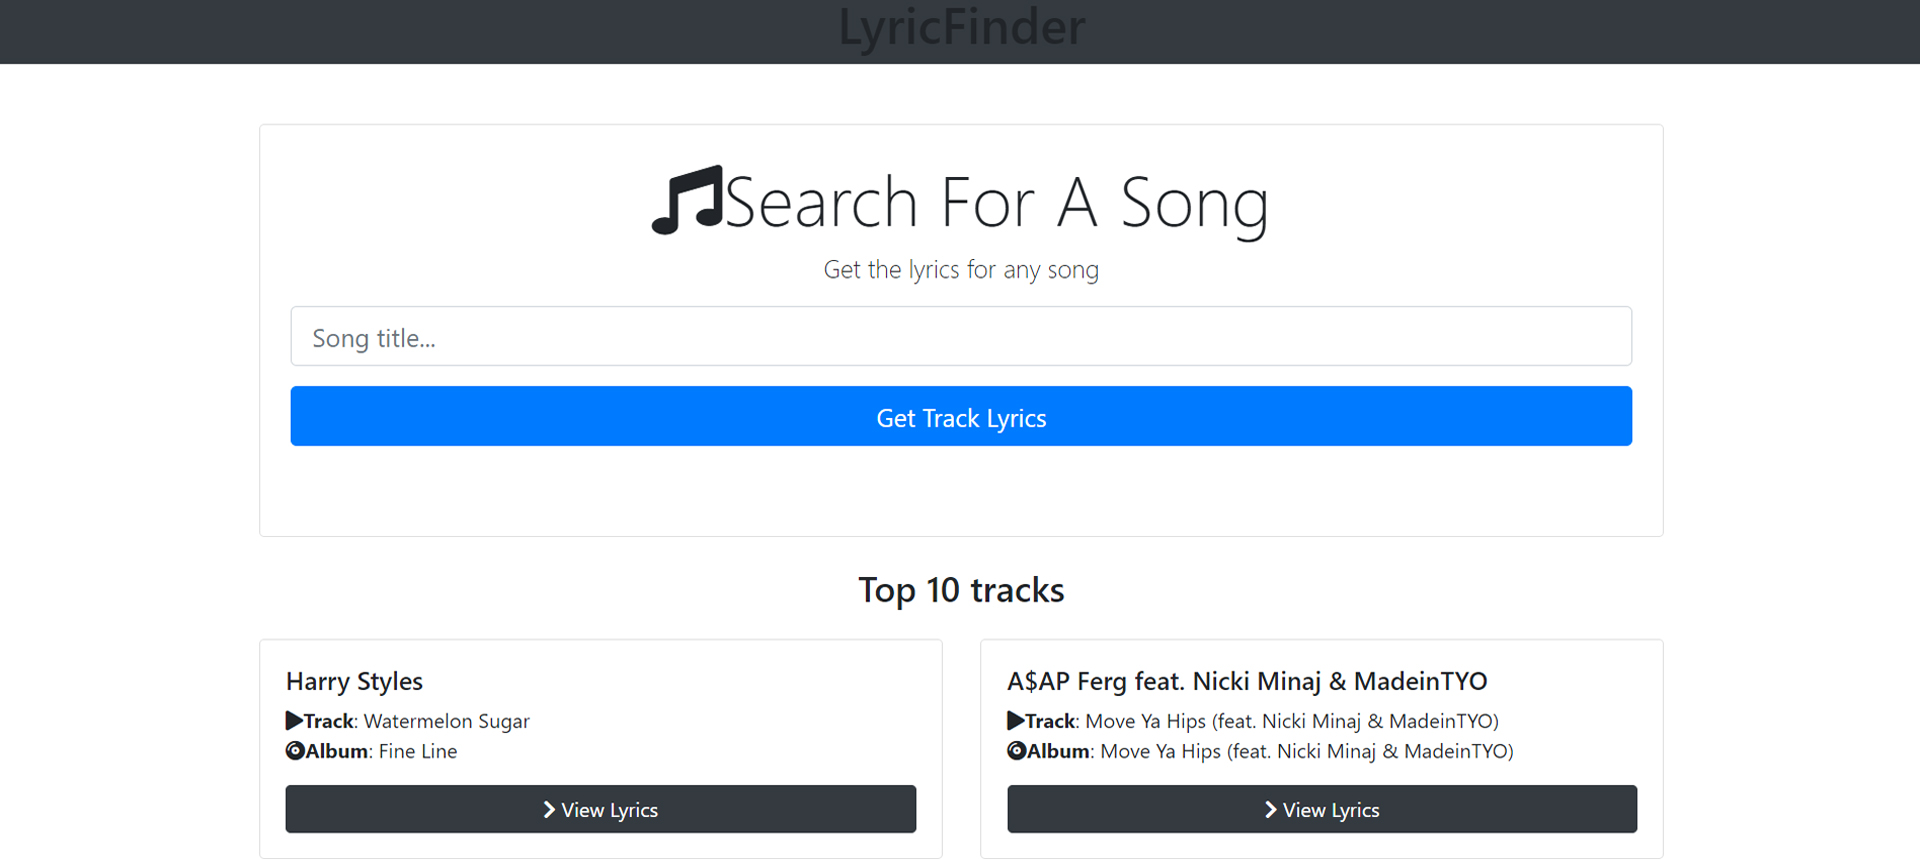 LyricFinder
Search For A Song
Get the lyrics for any song
Song title...
Get Track Lyrics
Top 10 tracks
Harry Styles
Track: Watermelon Sugar
Album: Fine Line
View Lyrics
A$AP Ferg feat. Nicki Minaj & MadeinTYO
Track: Move Ya Hips (feat. Nicki Minaj & MadeinTYO)
Album: Move Ya Hips (feat. Nicki Minaj & MadeinTYO)
View Lyrics